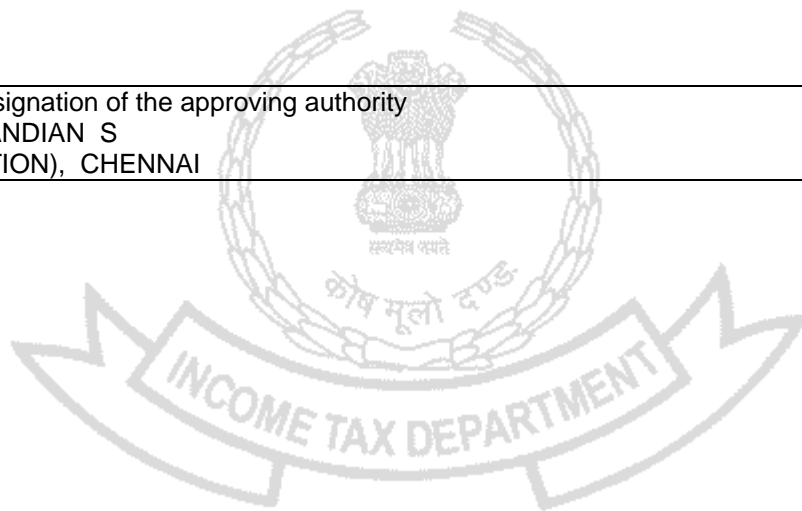 signation of the approving authority
ANDIAN S
TION), CHENNAI
सत्यमेव जयते
कोष मूलो दण्डः
INCOME TAX DEPARTMENT